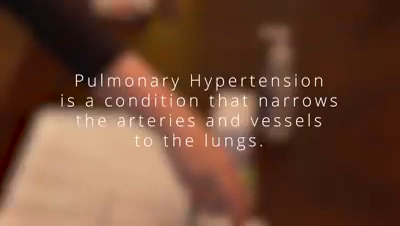 Pulmonary Hypertension
is a condition that narrows
the arteries and vessels
to the lungs.